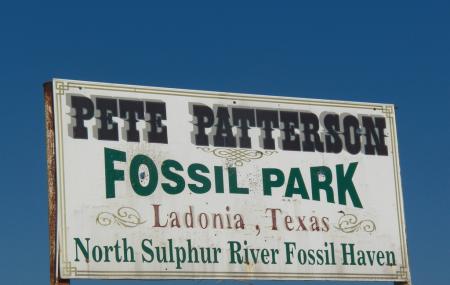 PETE PATTERSON
FOSSIL PARK
Ladonia , Texas
North Sulphur River Fossil Haven